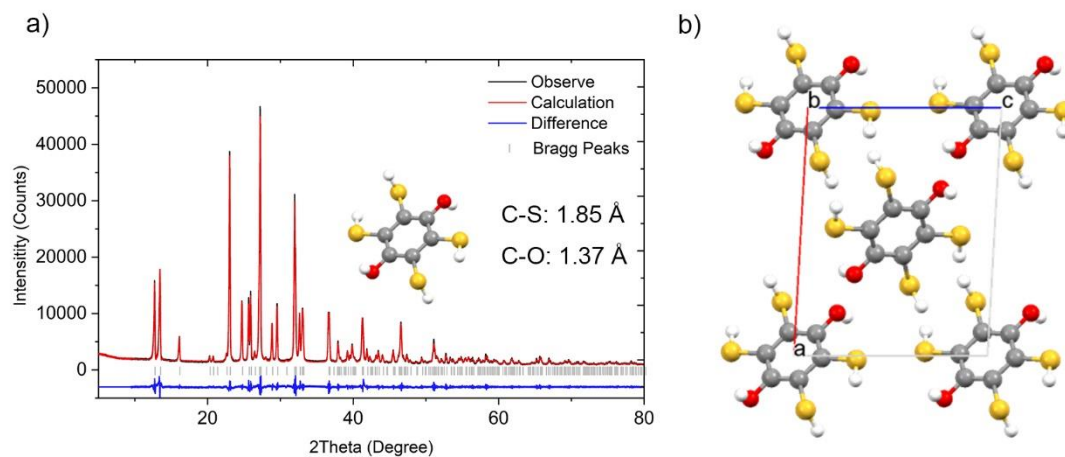 a)
b)
50000
40000
30000
20000
10000
0
Intensitity (Counts)
Observe
Calculation
Difference
Bragg Peaks
C-S: 1.85 Å
C-O: 1.37 Å
20
40
60
80
2Theta (Degree)
b
c
a